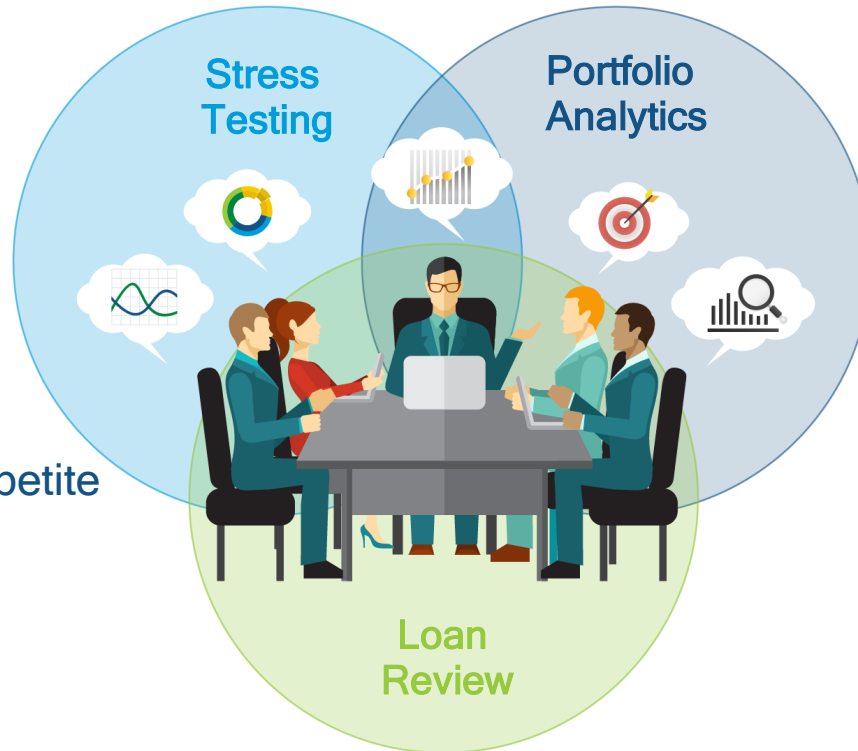 Stress
Testing
Portfolio
Analytics
petite
Loan
Review